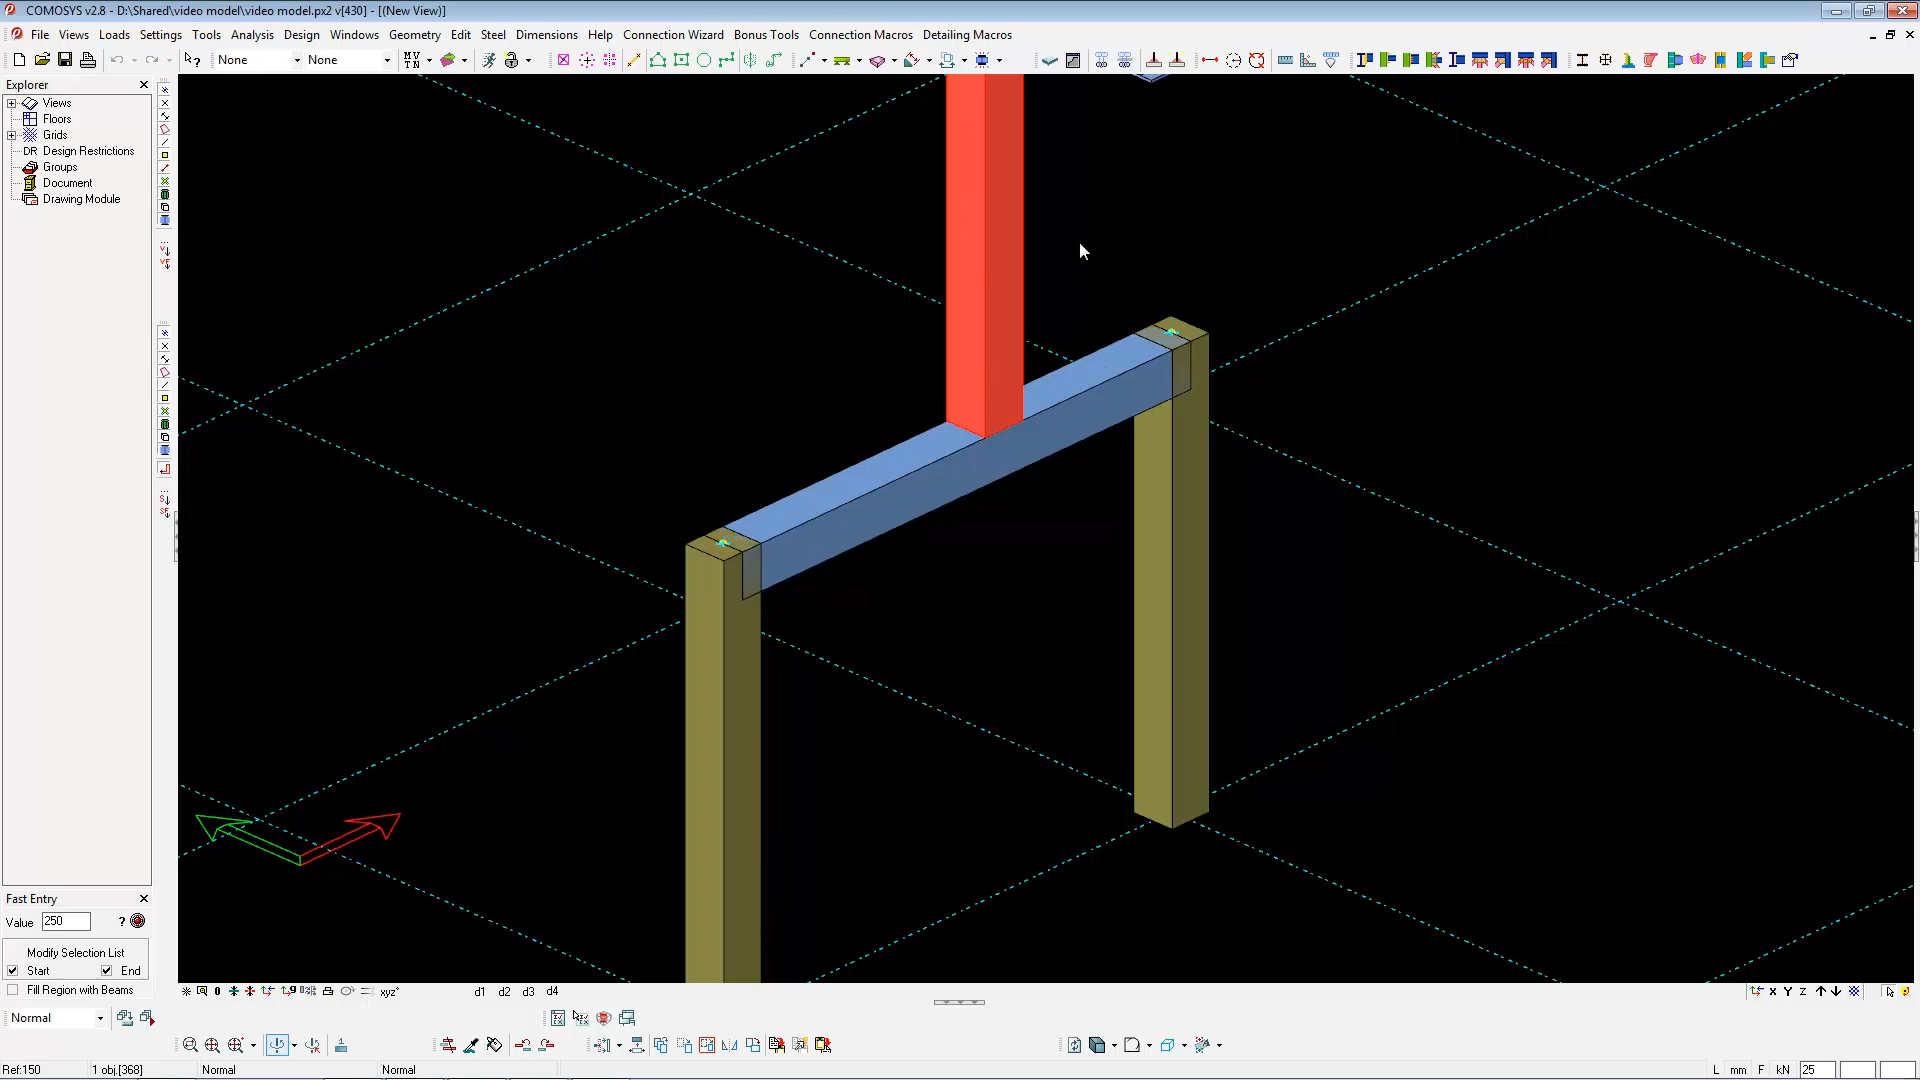 COMOSYS v2.8 - D:\Shared\video model\video model.px2 v[430] - [(New View)]
File Views Loads Settings Tools Analysis Design Windows Geometry Edit Steel Dimensions Help Connection Wizard Bonus Tools Connection Macros Detailing Macros
None None MV TN
Explorer
Views
Floors
Grids
DR Design Restrictions
Groups
Document
Drawing Module
Fast Entry
Value 250 ?
Modify Selection List
Start End
Fill Region with Beams
xyz° d1 d2 d3 d4 X Y Z
Normal
Ref:150 1 obj.[368] Normal Normal L mm F kN 25